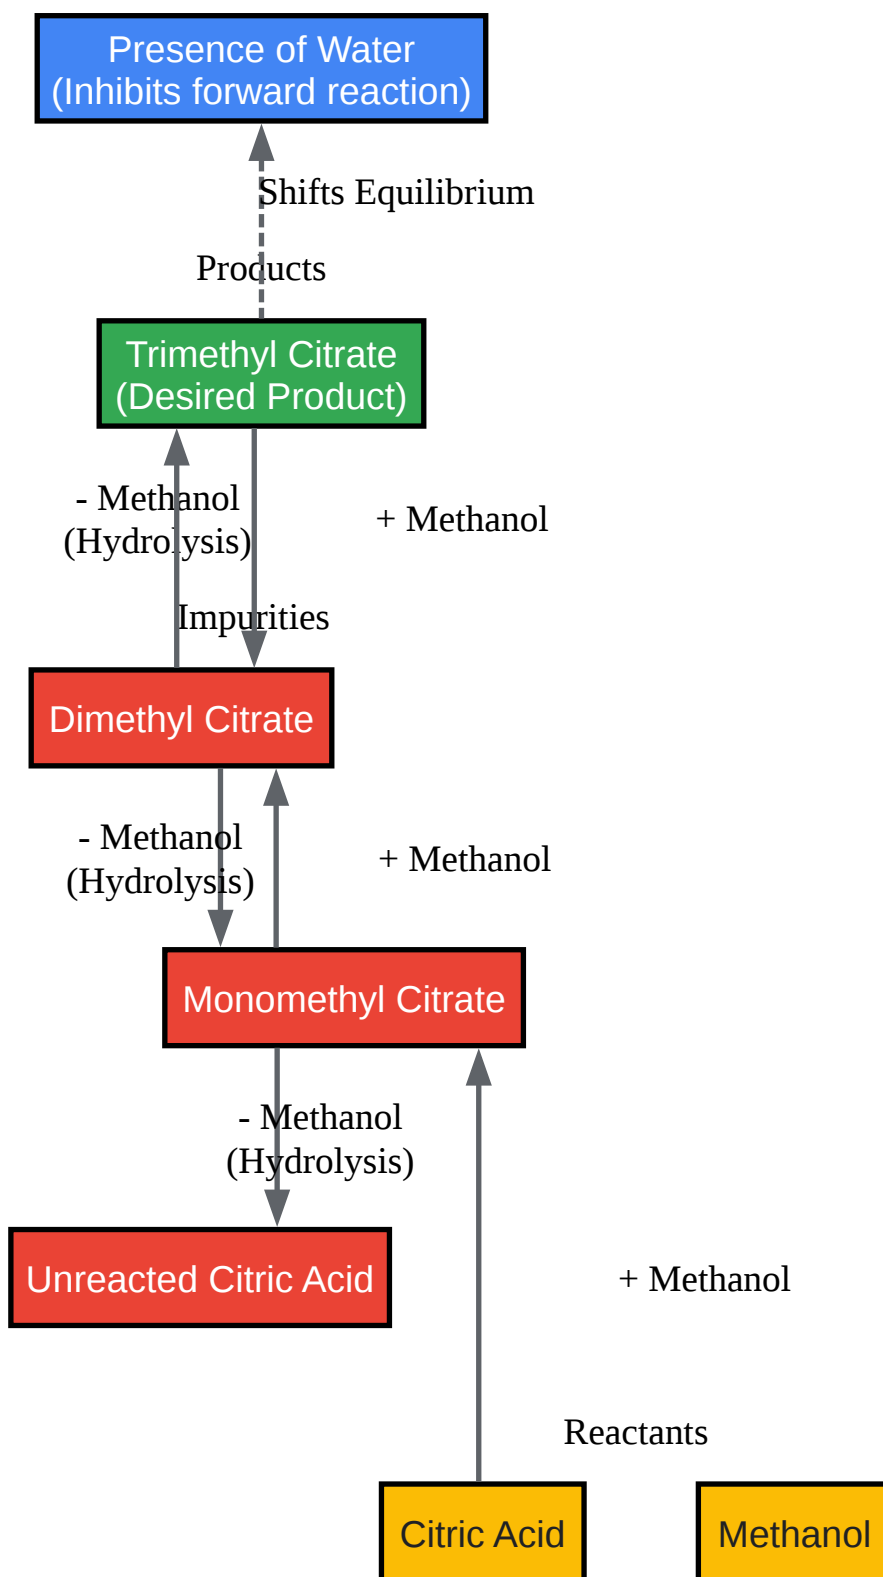 Presence of Water
(Inhibits forward reaction)
Shifts Equilibrium
Products
Trimethyl Citrate
(Desired Product)
- Methanol
(Hydrolysis)
+ Methanol
Impurities
Dimethyl Citrate
- Methanol
(Hydrolysis)
+ Methanol
Monomethyl Citrate
- Methanol
(Hydrolysis)
Unreacted Citric Acid
+ Methanol
Reactants
Citric Acid
Methanol